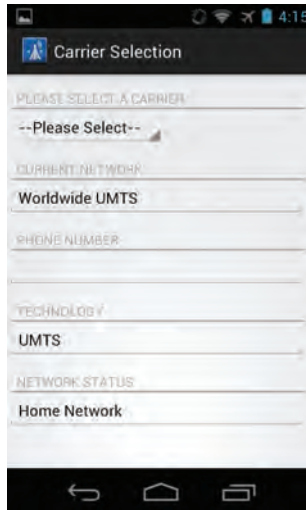 4:15
Carrier Selection
PLEASE SELECT A CARRIER
--Please Select--
CURRENT NETWORK
Worldwide UMTS
PHONE NUMBER
TECHNOLOGY
UMTS
NETWORK STATUS
Home Network